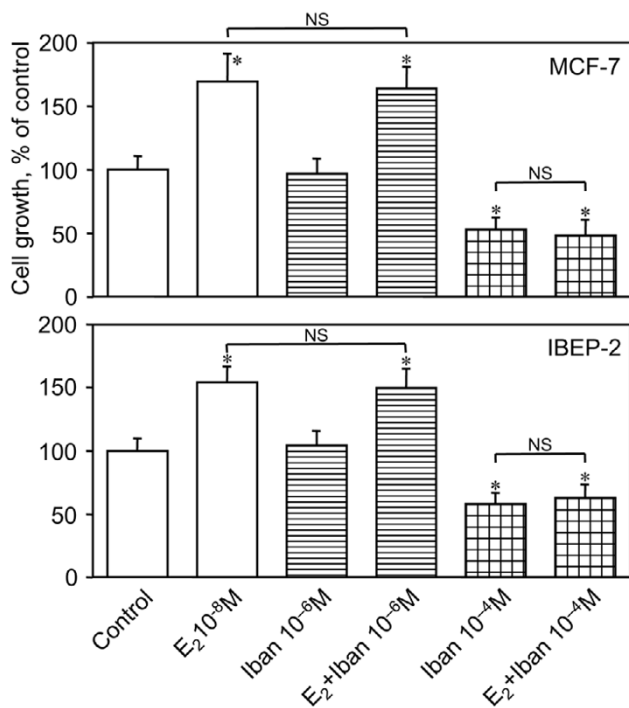 NS
200
*
*
MCF-7
150
NS
100
*
*
50
0
Cell growth, % of control
200
NS
IBEP-2
*
*
150
100
NS
*
*
50
0
Control
E₂10⁻⁸M
Iban 10⁻⁶M
E₂+Iban 10⁻⁶M
Iban 10⁻⁴M
E₂+Iban 10⁻⁴M